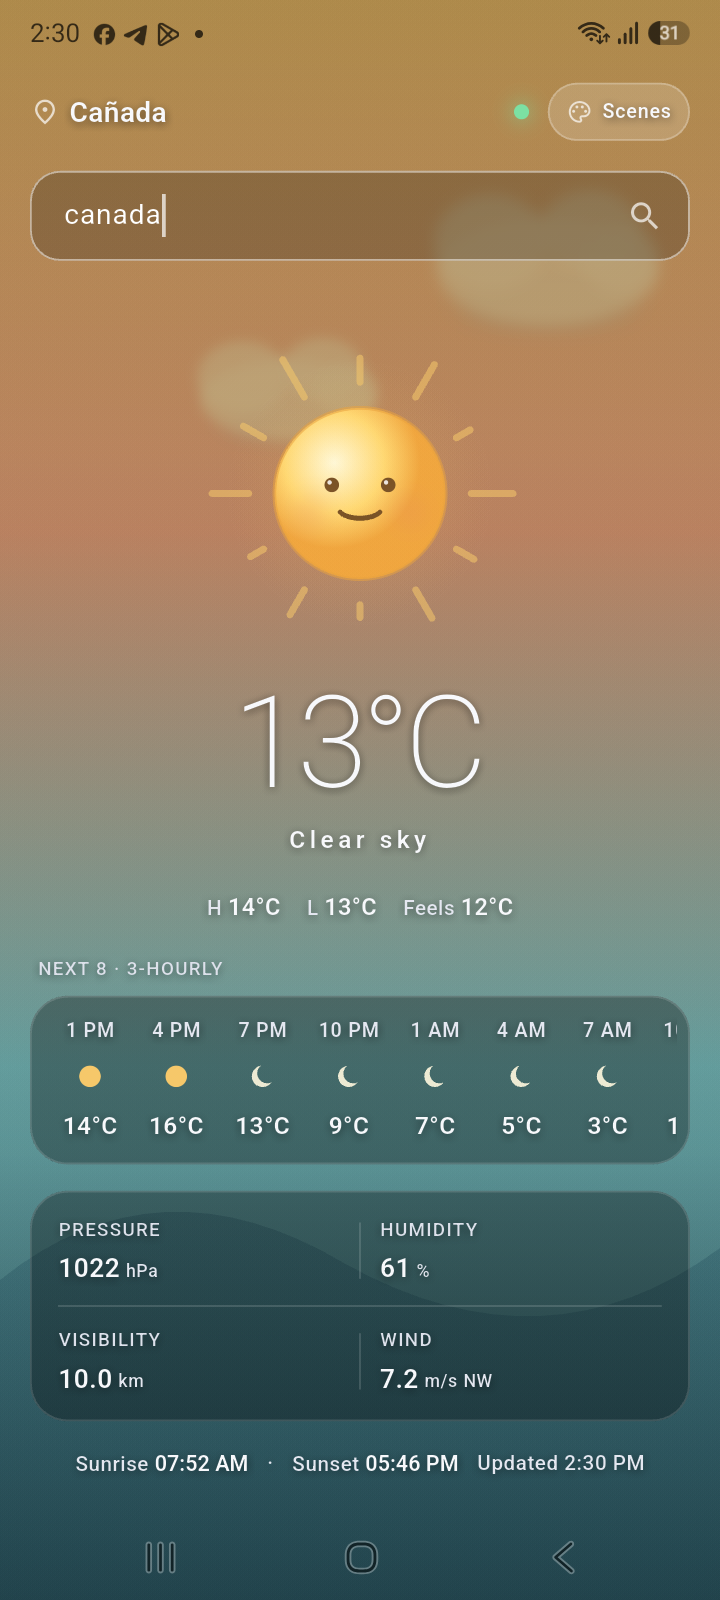 2:30
31
Cañada
Scenes
canada
13°C
Clear sky
H 14°C L 13°C Feels 12°C
NEXT 8 · 3-HOURLY
1 PM 4 PM 7 PM 10 PM 1 AM 4 AM 7 AM
14°C 16°C 13°C 9°C 7°C 5°C 3°C
PRESSURE HUMIDITY
1022 hPa 61 %
VISIBILITY WIND
10.0 km 7.2 m/s NW
Sunrise 07:52 AM · Sunset 05:46 PM Updated 2:30 PM